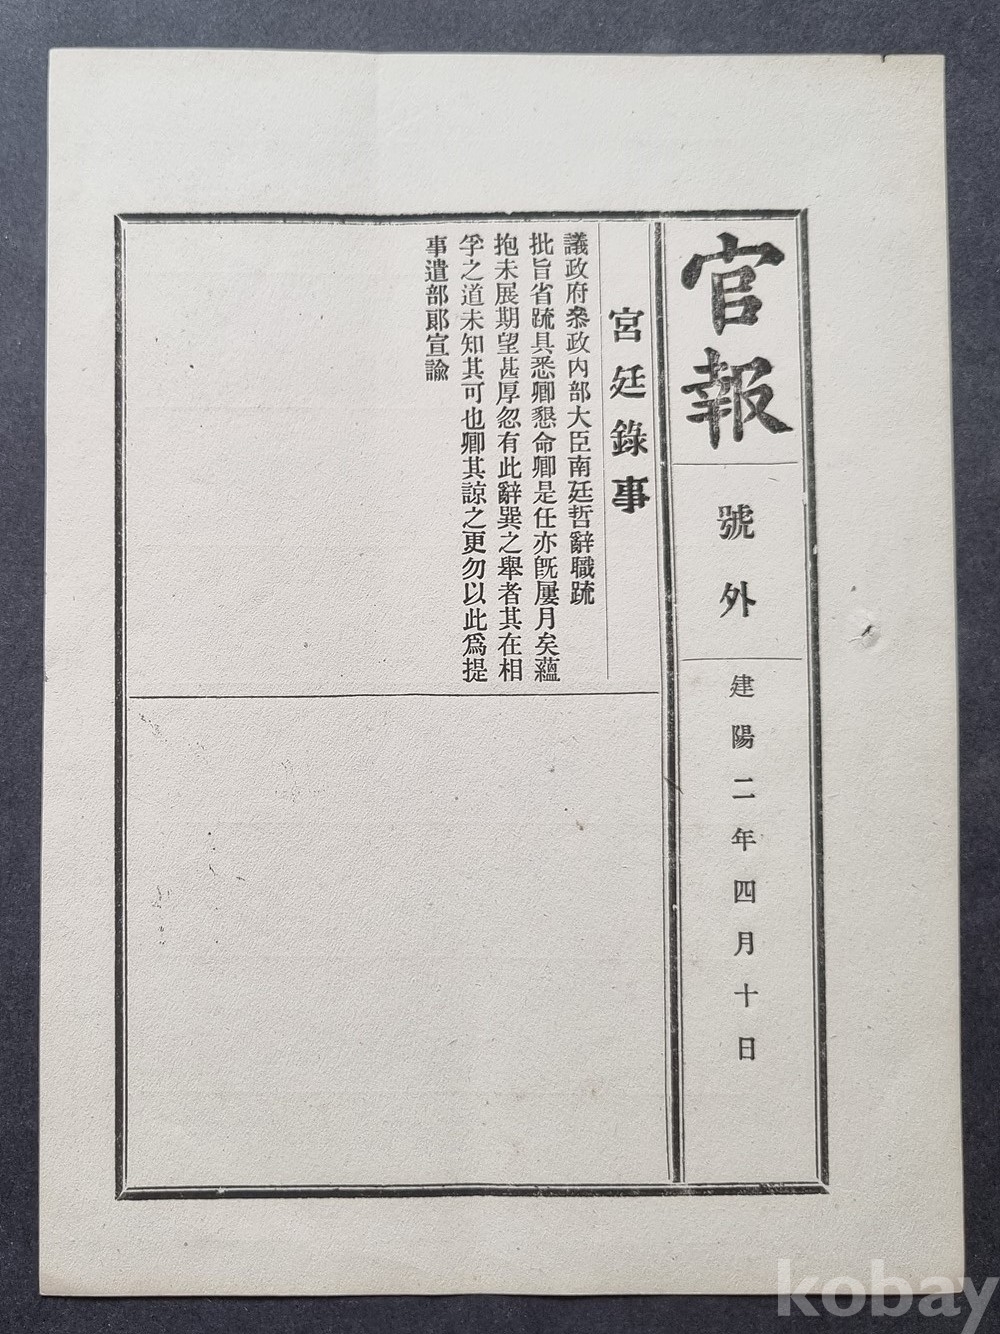 官報
號外
建陽二年四月十日
宮廷錄事
議政府叅政內部大臣南廷哲辭職疏
批旨省疏具悉卿懇命卿是任亦旣屢月矣蘊
抱未展期望甚厚忽有此辭巽之擧者其在相
孚之道未知其可也卿其諒之更勿以此爲提
事遣部郞宣諭
kobay